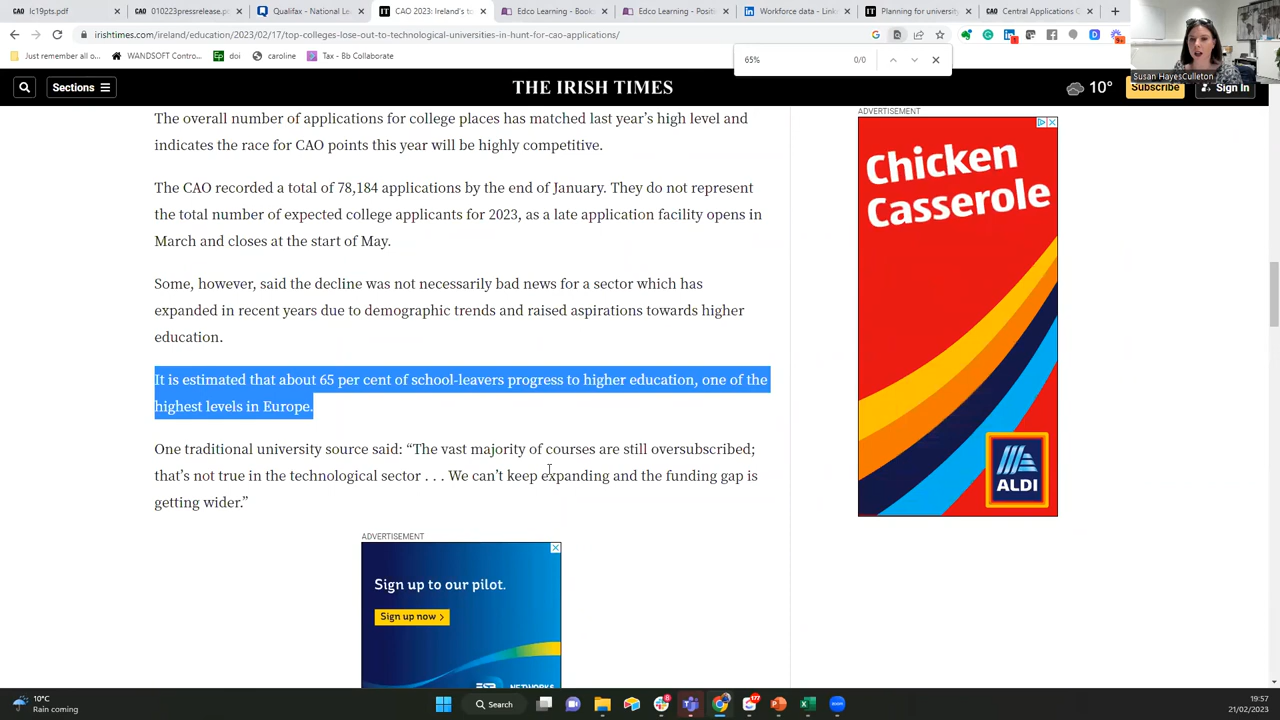 lc19pts.pdf
010223pressrelease.pd
Qualifax - National Le
CAO 2023: Ireland's to
Edco Learning - Book
Edco Learning - Positi
Workforce data - Link
Planning for university
Central Applications C
irishtimes.com/ireland/education/2023/02/17/top-colleges-lose-out-to-technological-universities-in-hunt-for-cao-applications/
Just remember all o...
WANDSOFT Contro...
doi
caroline
Tax - Bb Collaborate
65%
0/0
Susan HayesCulleton
Sections
THE IRISH TIMES
10°
Subscribe
Sign In
The overall number of applications for college places has matched last year's high level and
indicates the race for CAO points this year will be highly competitive.
The CAO recorded a total of 78,184 applications by the end of January. They do not represent
the total number of expected college applicants for 2023, as a late application facility opens in
March and closes at the start of May.
Some, however, said the decline was not necessarily bad news for a sector which has
expanded in recent years due to demographic trends and raised aspirations towards higher
education.
It is estimated that about 65 per cent of school-leavers progress to higher education, one of the
highest levels in Europe.
One traditional university source said: “The vast majority of courses are still oversubscribed;
that's not true in the technological sector . . . We can't keep expanding and the funding gap is
getting wider.”
ADVERTISEMENT
Sign up to our pilot.
Sign up now >
NETWORKS
ADVERTISEMENT
Chicken
Casserole
ALDI
10°C
Rain coming
Search
177
19:57
21/02/2023